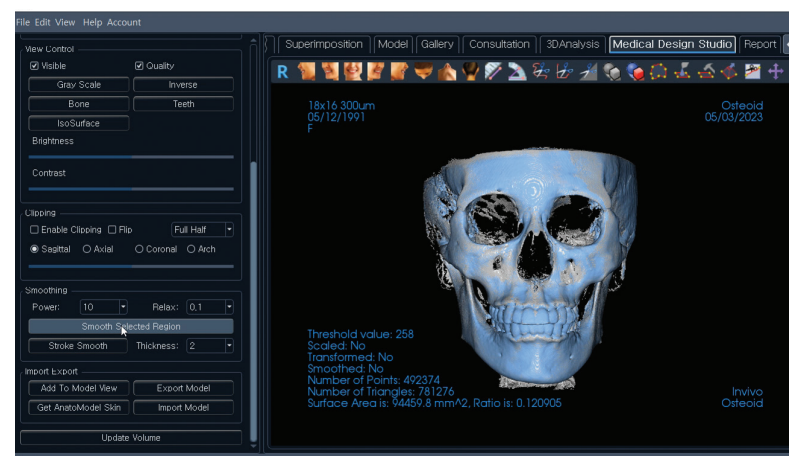 File Edit View Help Account
Superimposition Model Gallery Consultation 3DAnalysis Medical Design Studio Report
View Control
Visible Quality
Gray Scale Inverse
Bone Teeth
IsoSurface
Brightness
Contrast
Clipping
Enable Clipping Flip Full Half
Sagittal Axial Coronal Arch
Smoothing
Power: 10 Relax: 0.1
Smooth Selected Region
Stroke Smooth Thickness: 2
Import Export
Add To Model View Export Model
Get AnatoModel Skin Import Model
Update Volume
R
18x16 300um
05/12/1991
F
Osteoid
05/03/2023
Threshold value: 258
Scaled: No
Transformed: No
Smoothed: No
Number of Points: 492374
Number of Triangles: 781276
Surface Area is: 94459.8 mm^2, Ratio is: 0.120905
Invivo
Osteoid